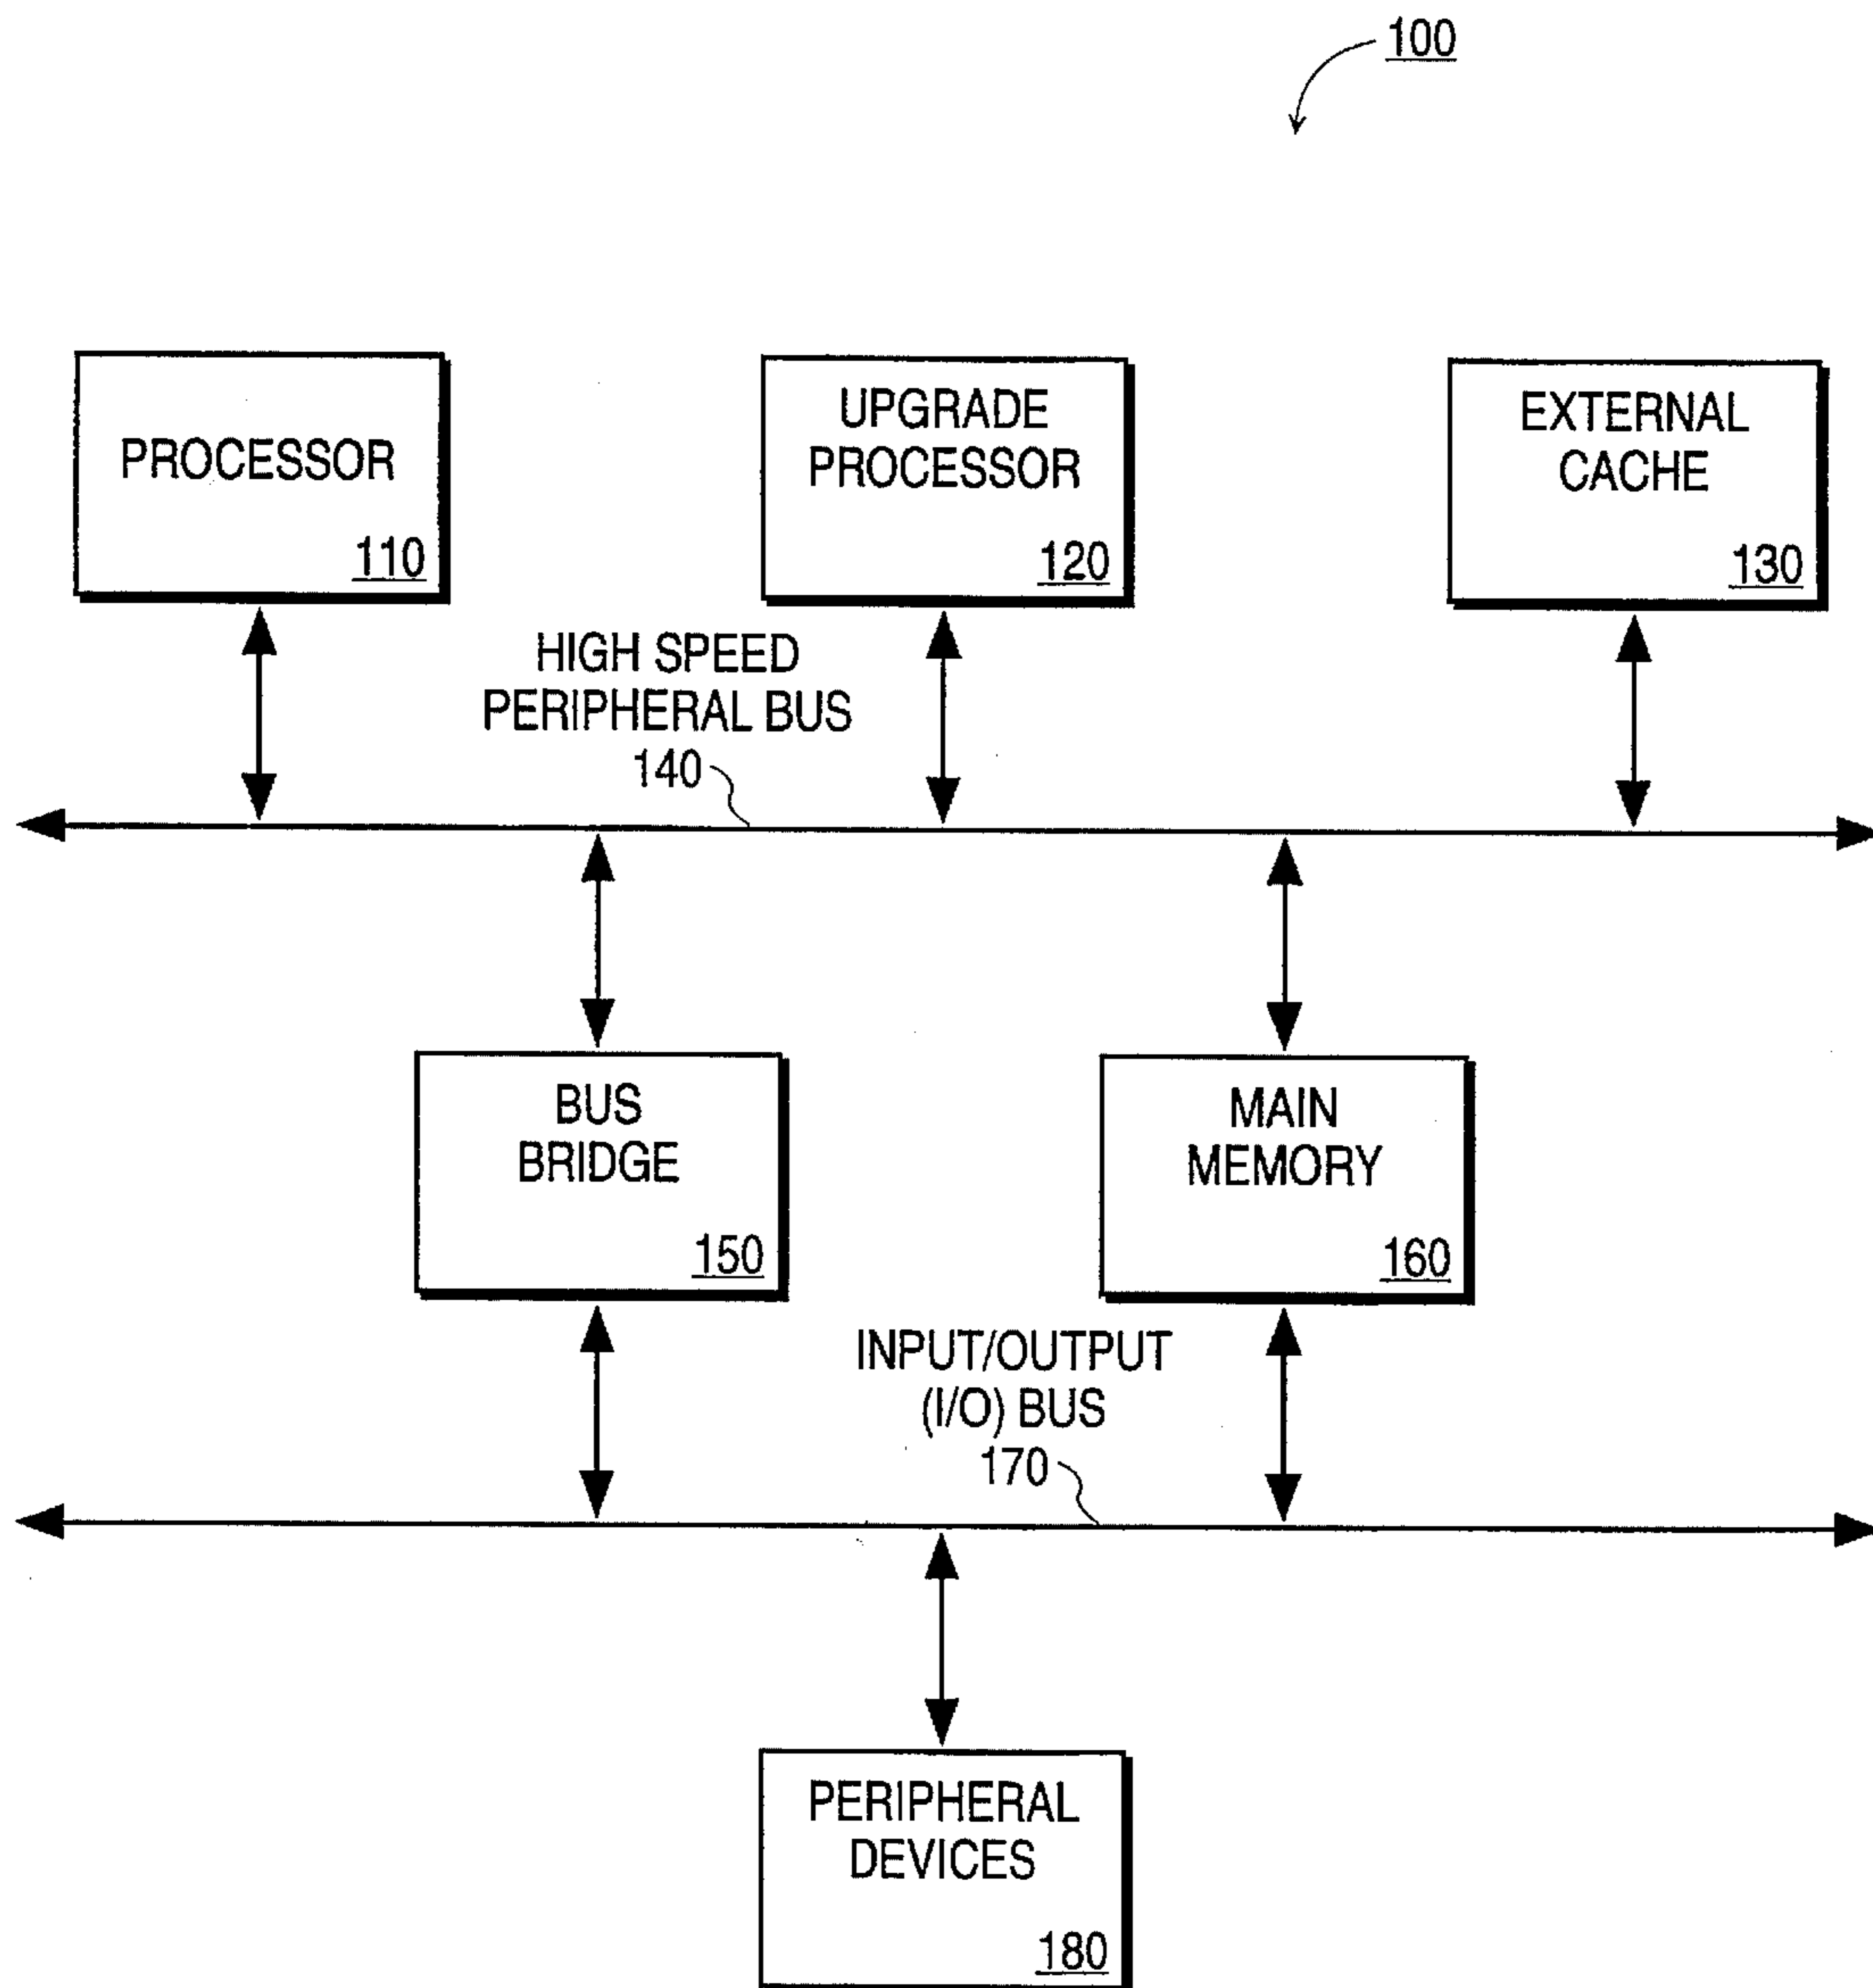 100
PROCESSOR
110
UPGRADE
PROCESSOR
120
EXTERNAL
CACHE
130
HIGH SPEED
PERIPHERAL BUS
140
BUS
BRIDGE
150
MAIN
MEMORY
160
INPUT/OUTPUT
(I/O) BUS
170
PERIPHERAL
DEVICES
180